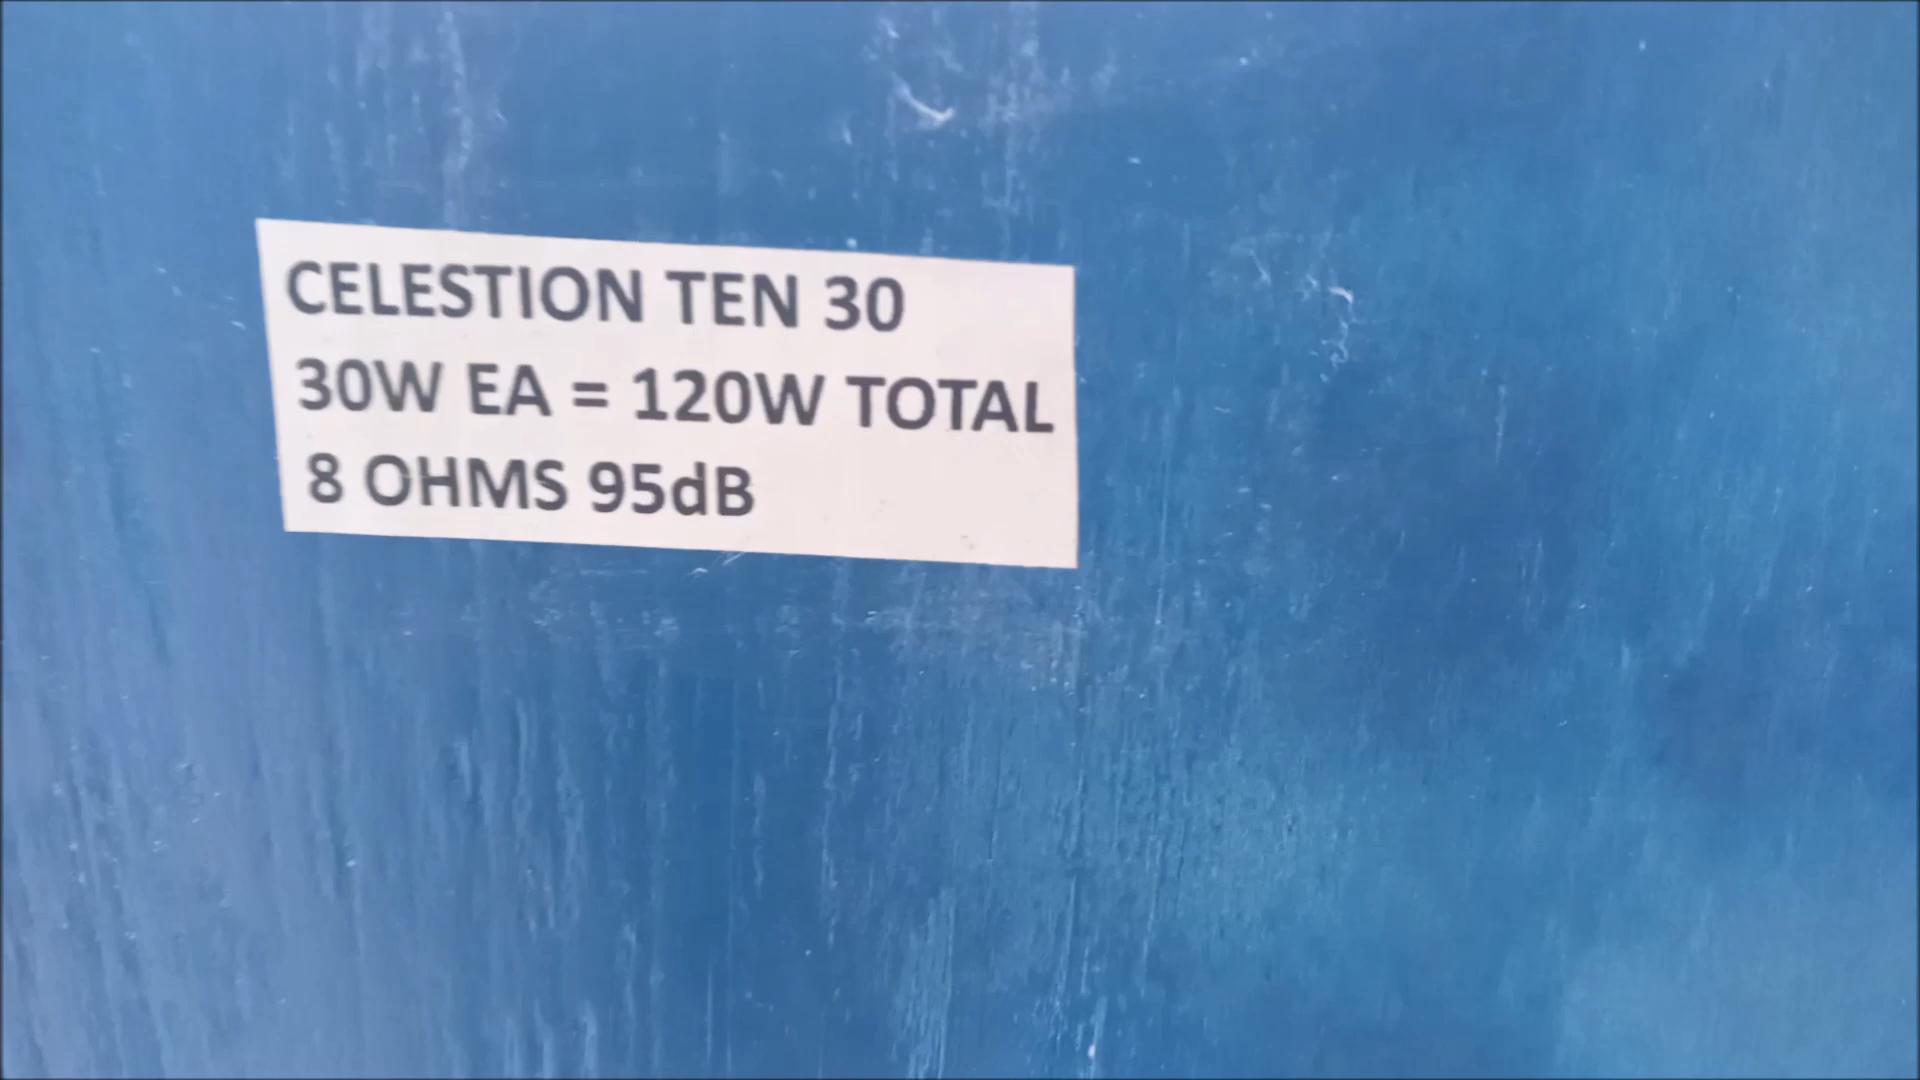 CELESTION TEN 30
30W EA = 120W TOTAL
8 OHMS 95dB